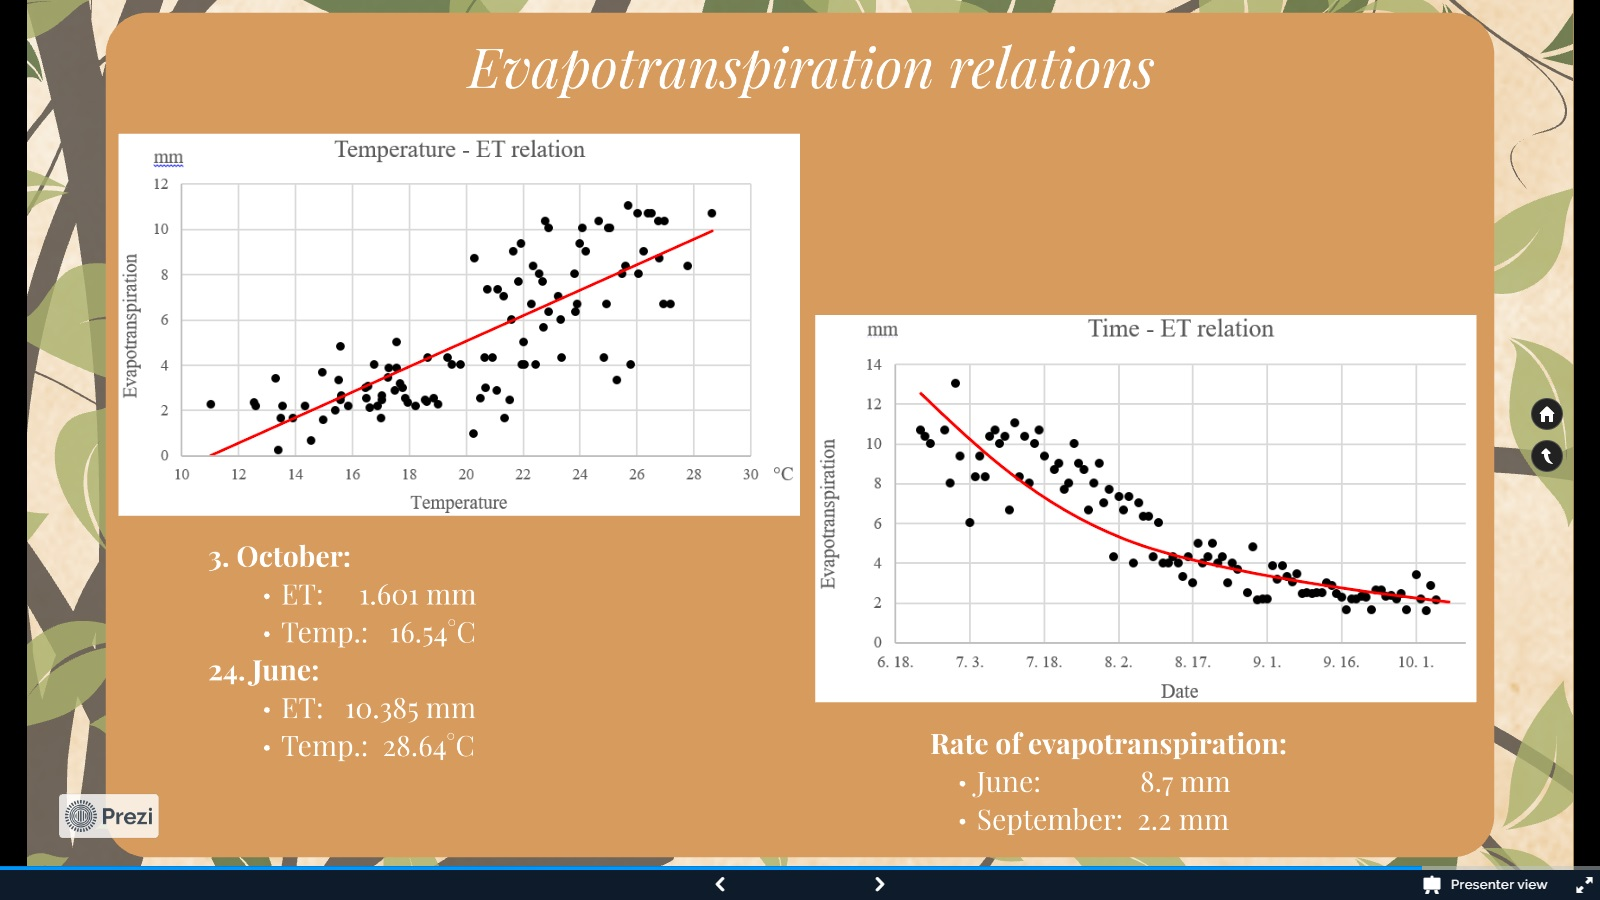 Evapotranspiration relations
Temperature - ET relation
mm
12
10
8
6
4
2
0
Evapotranspiration
10 12 14 16 18 20 22 24 26 28 30 °C
Temperature
3. October:
• ET: 1.601 mm
• Temp.: 16.54°C
24. June:
• ET: 10.385 mm
• Temp.: 28.64°C
Time - ET relation
mm
14
12
10
8
6
4
2
0
Evapotranspiration
6. 18. 7. 3. 7. 18. 8. 2. 8. 17. 9. 1. 9. 16. 10. 1.
Date
Rate of evapotranspiration:
• June: 8.7 mm
• September: 2.2 mm
Prezi
Presenter view